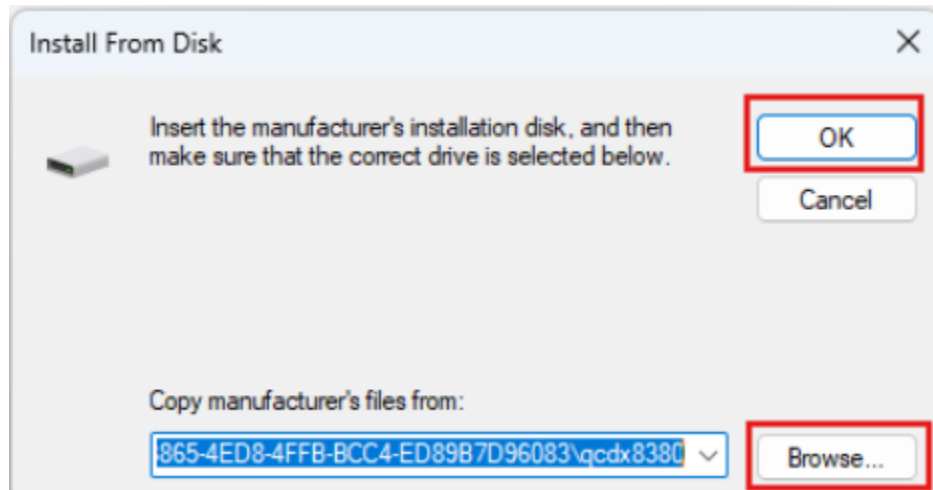 Install From Disk
Insert the manufacturer's installation disk, and then
make sure that the correct drive is selected below.
OK
Cancel
Copy manufacturer's files from:
865-4ED8-4FFB-BCC4-ED89B7D96083\qcdx8380
Browse...